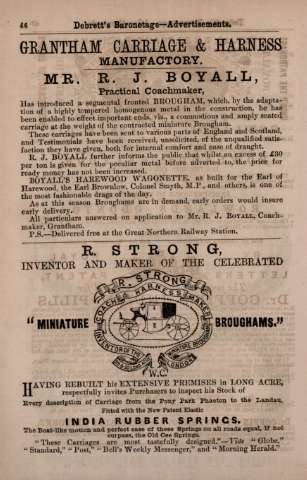 46 Debrett's Baronetage—Advertisements.
GRANTHAM CARRIAGE & HARNESS
MANUFACTORY.
MR. R. J. BOYALL,
Practical Coachmaker,
Has introduced a segmental fronted BROUGHAM, which, by the adapta-
tion of a highly tempered homogenous metal in the construction, he has
been enabled to effect important ends, viz., a commodious and amply seated
carriage at the weight of the contracted miniature Brougham.
These carriages have been sent to various parts of England and Scotland,
and Testimonials have been received, unsolicited, of the unqualified satis-
faction they have given, both for internal comfort and ease of draught.
R. J. BOYALL further informs the public that whilst an excess of £30
per ton is given for the peculiar metal before adverted to, the price for
ready money has not been increased.
BOYALL'S HAREWOOD WAGONETTE, as built for the Earl of
Harewood, the Earl Brownlow, Colonel Smyth, M.P., and others, is one of
the most fashionable drags of the day.
As at this season Broughams are in demand, early orders would insure
early delivery.
All particulars answered on application to Mr. R. J. BOYALL, Coach-
maker, Grantham.
P.S.—Delivered free at the Great Northern Railway Station.
R. STRONG,
INVENTOR AND MAKER OF THE CELEBRATED
R. STRONG
COACH & HARNESS MAKER
"MINIATURE BROUGHAMS."
INVENTOR OF THE
LONDON
W.C.
HAVING REBUILT his EXTENSIVE PREMISES in LONG ACRE,
respectfully invites Purchasers to inspect his Stock of
Every description of Carriage from the Pony Park Phaeton to the Landau,
Fitted with the New Patent Elastic
INDIA RUBBER SPRINGS.
The Boat-like motion and perfect ease of these Springs on all roads equal, if not
surpass, the Old Cee Springs.
"These Carriages are most tastefully designed."—Vide "Globe,"
"Standard," "Post," "Bell's Weekly Messenger," and "Morning Herald."